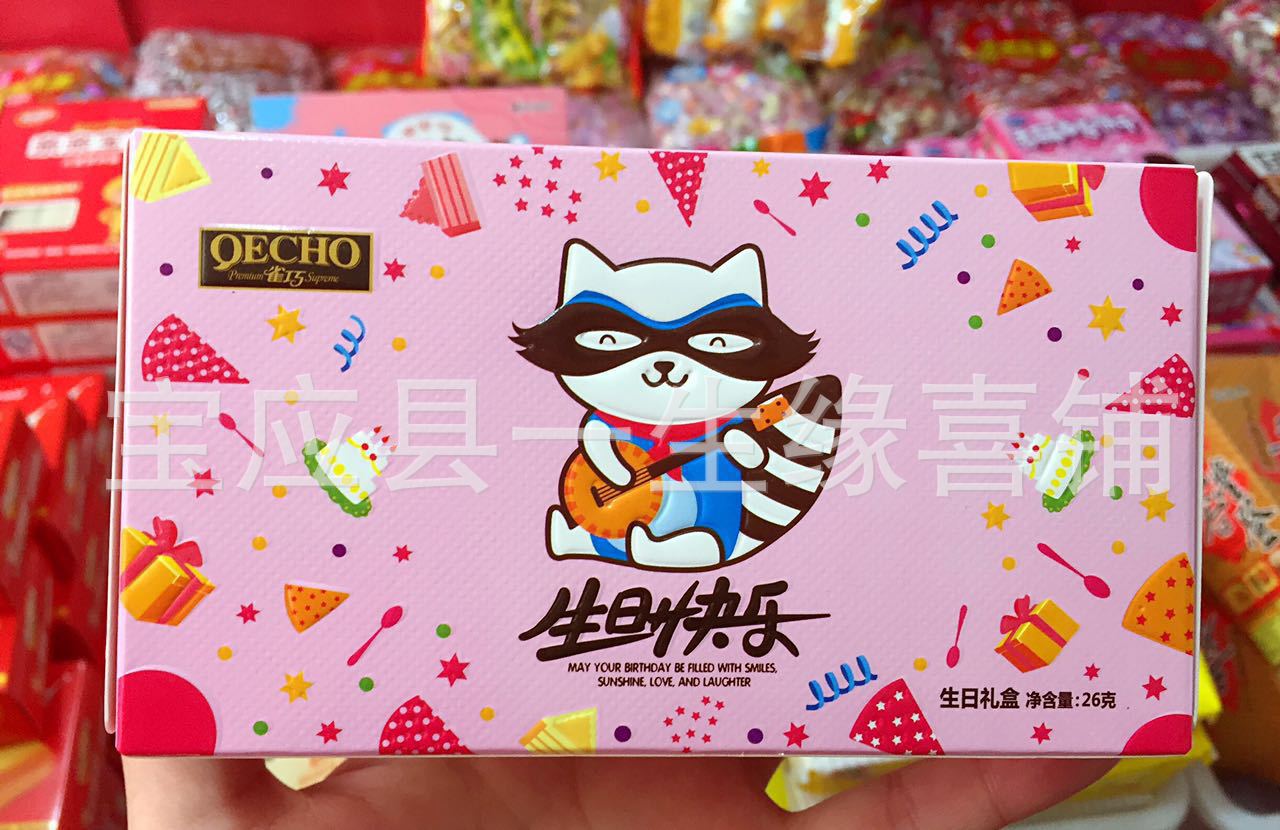 QECHO
Premium 雀巧 Supreme
宝应县一生缘喜铺
生日快乐
MAY YOUR BIRTHDAY BE FILLED WITH SMILES,
SUNSHINE, LOVE, AND LAUGHTER
生日礼盒 净含量:26克